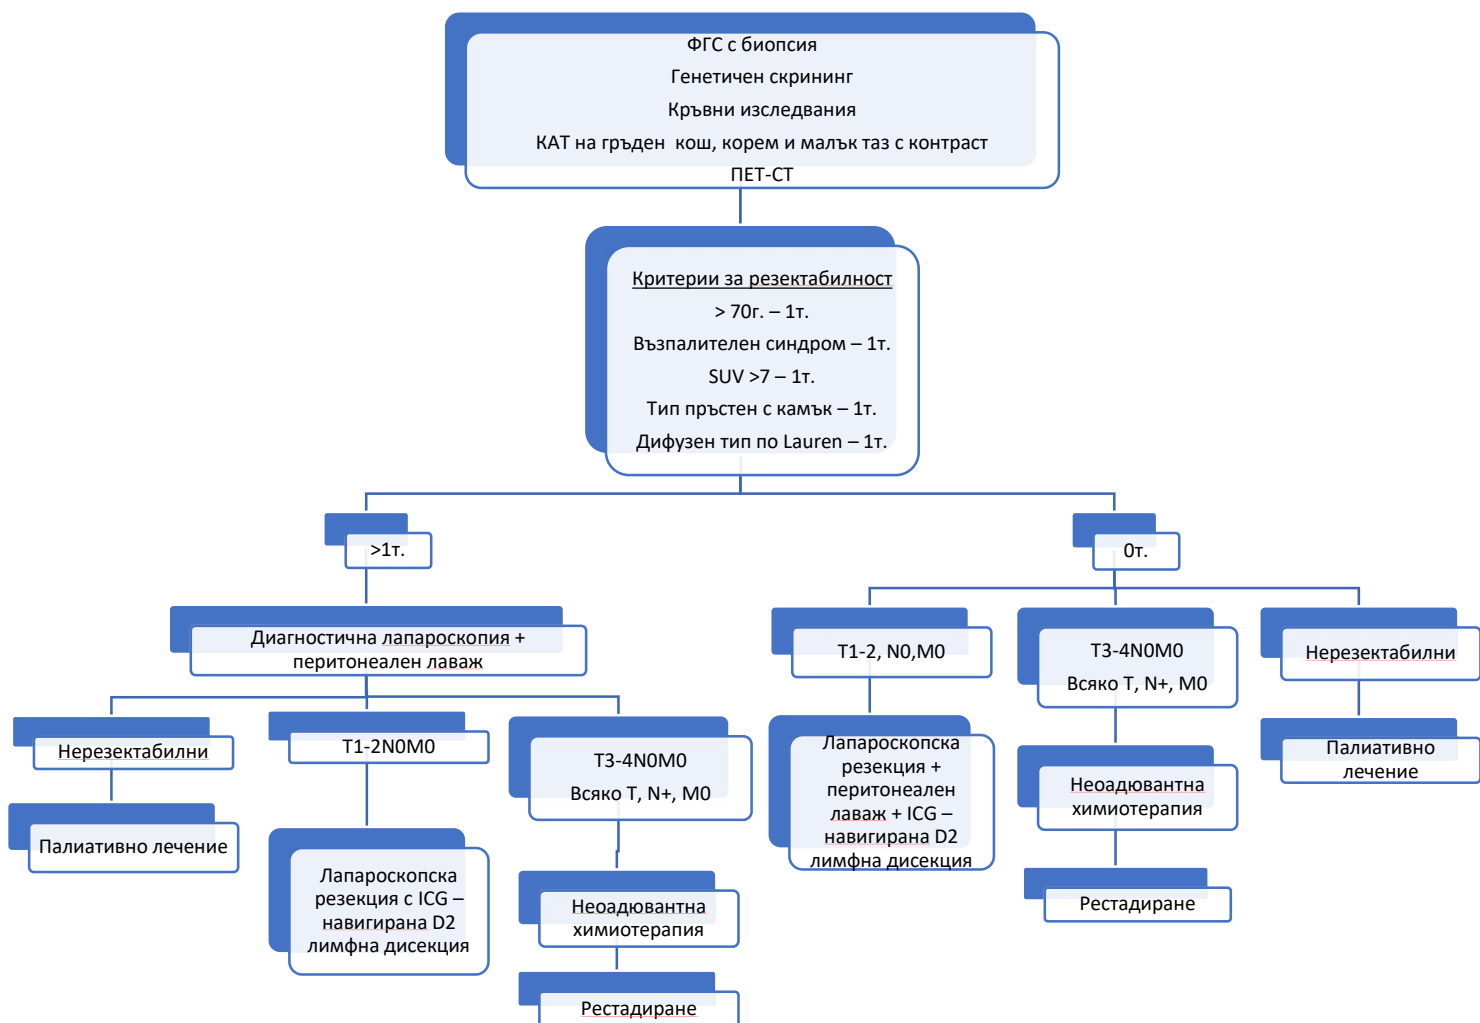 ФГС с биопсия
Генетичен скрининг
Кръвни изследвания
КАТ на гръден кош, корем и малък таз с контраст
ПЕТ-СТ
Критерии за резектабилност
> 70г. – 1т.
Възпалителен синдром – 1т.
SUV >7 – 1т.
Тип пръстен с камък – 1т.
Дифузен тип по Lauren – 1т.
>1т.
Диагностична лапароскопия +
перитонеален лаваж
Нерезектабилни
Палиативно лечение
T1-2N0M0
Лапароскопска
резекция с ICG –
навигирана D2
лимфна дисекция
T3-4N0M0
Всяко T, N+, M0
Неоадювантна
химиотерапия
Рестадиране
0т.
T1-2, N0,M0
Лапароскопска
резекция +
перитонеален
лаваж + ICG –
навигирана D2
лимфна дисекция
T3-4N0M0
Всяко T, N+, M0
Неоадювантна
химиотерапия
Рестадиране
Нерезектабилни
Палиативно
лечение